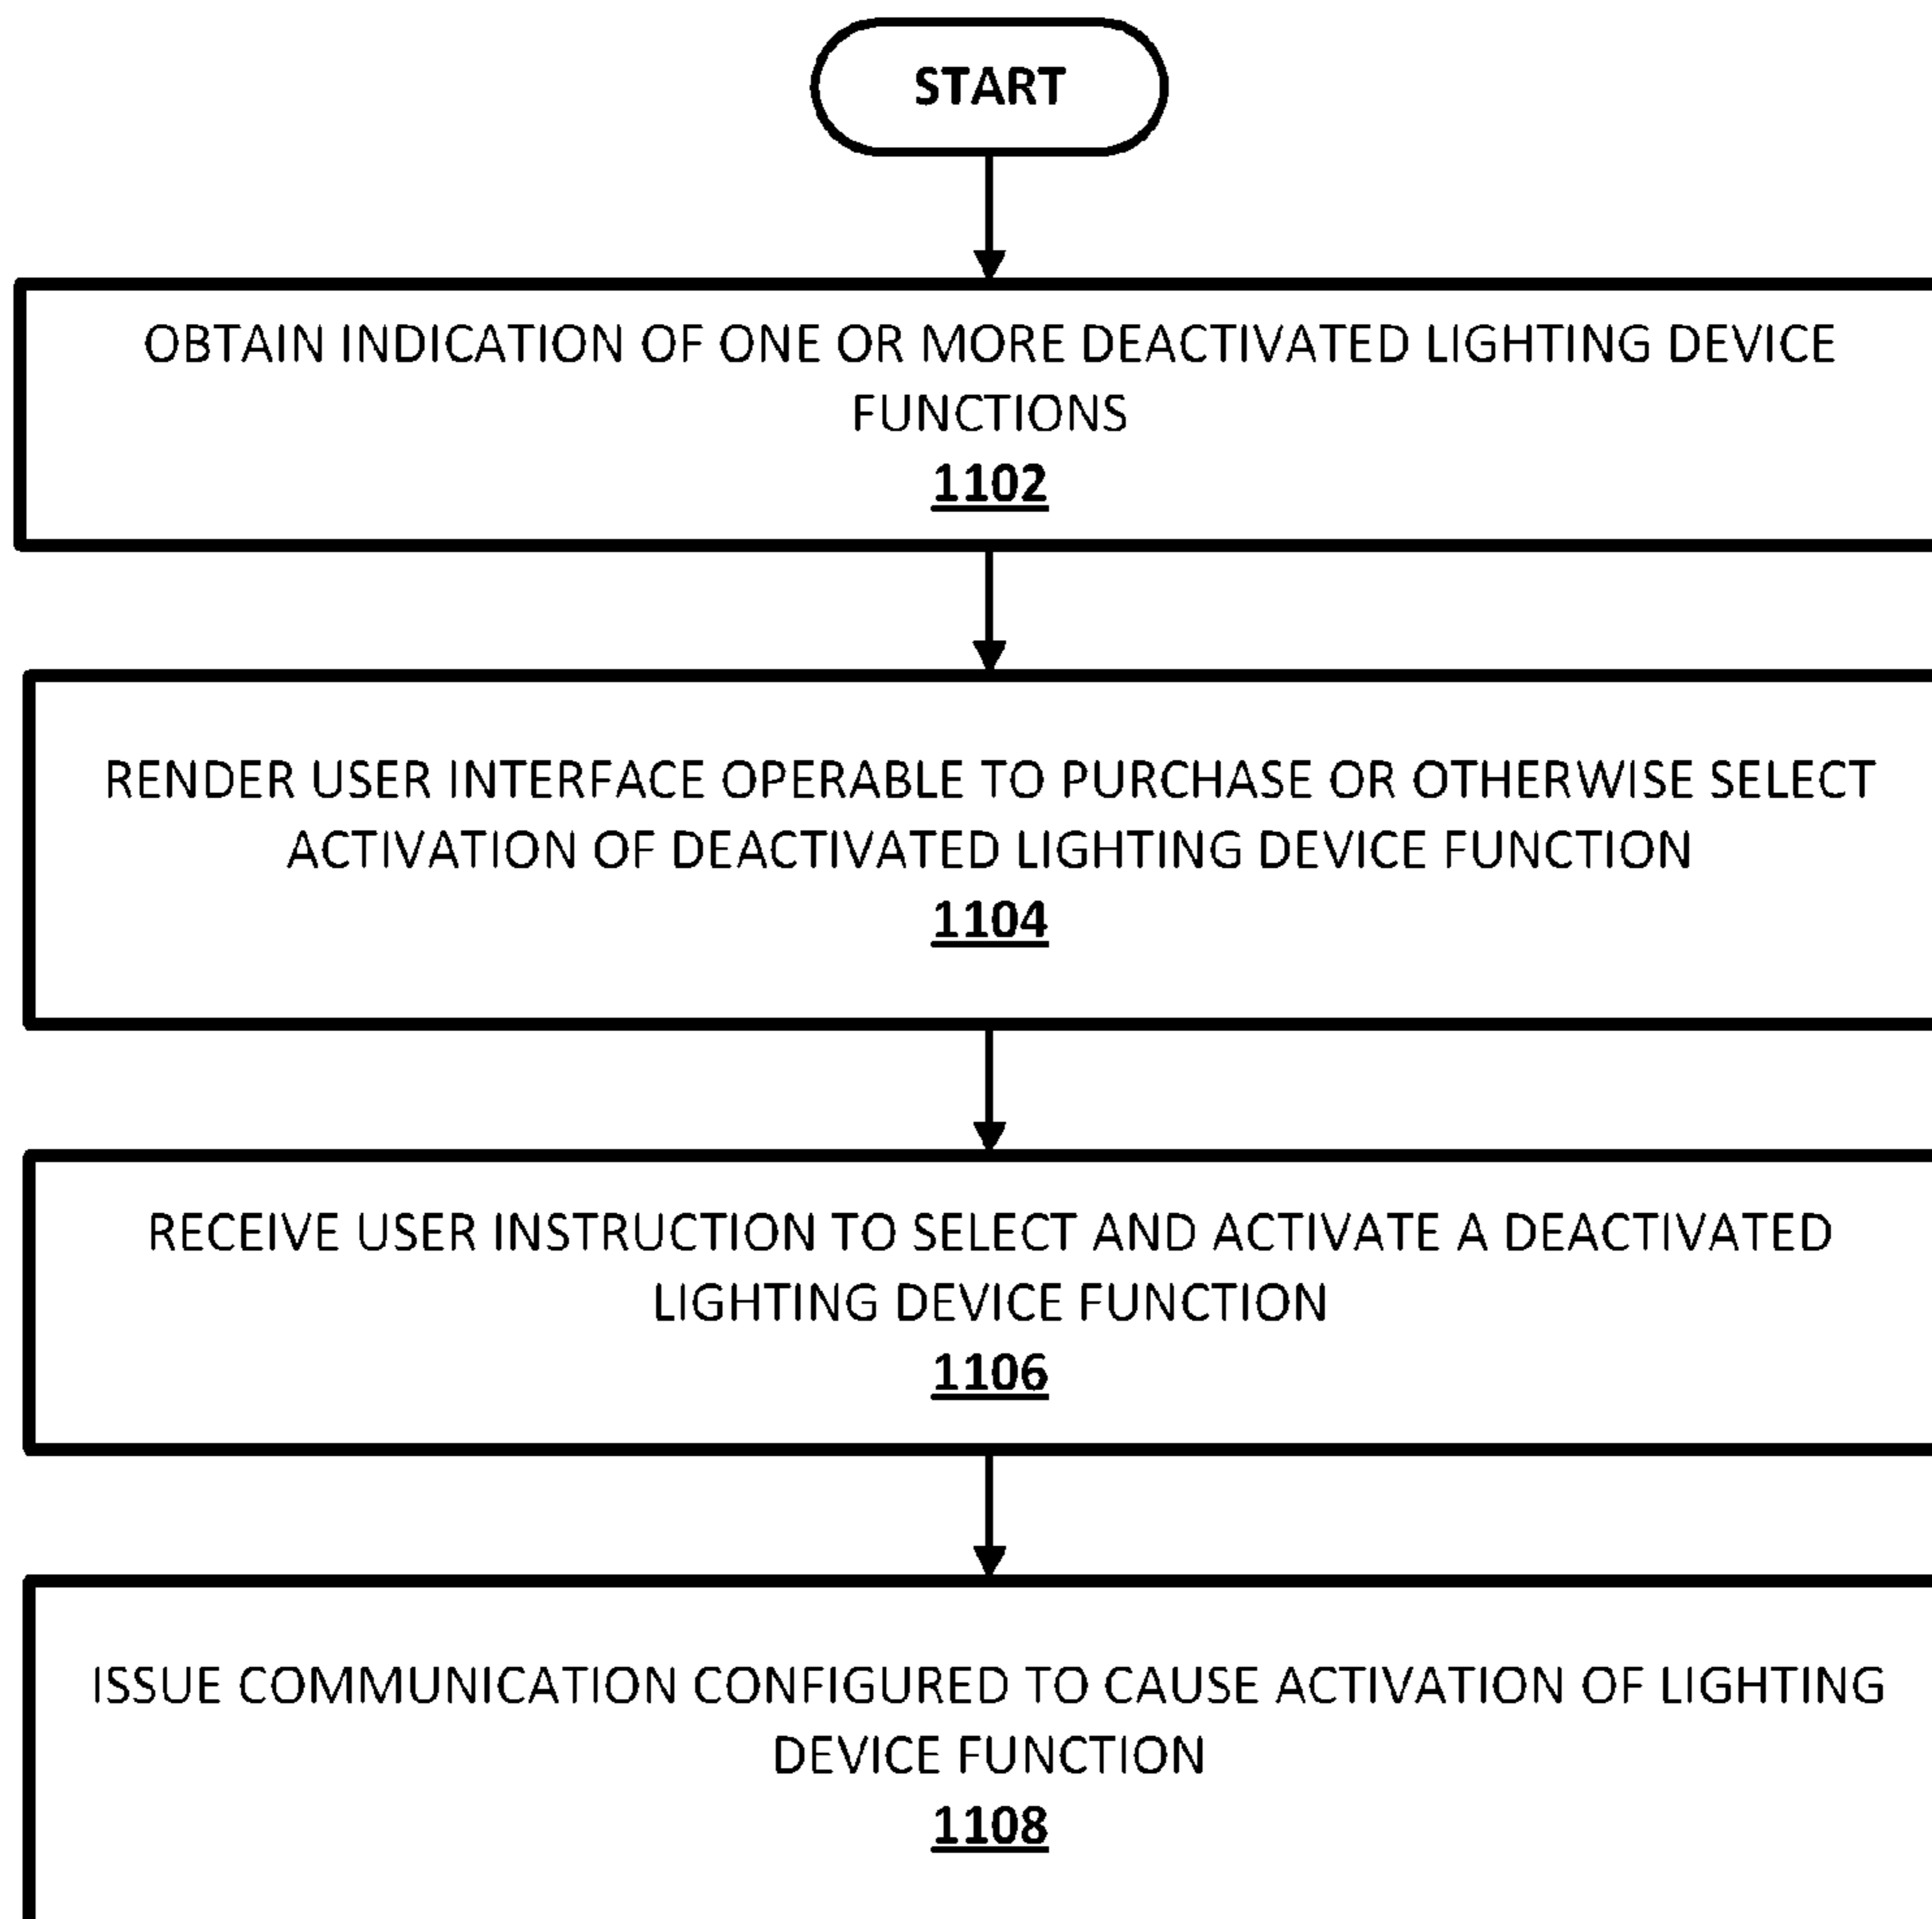 START
OBTAIN INDICATION OF ONE OR MORE DEACTIVATED LIGHTING DEVICE
FUNCTIONS
1102
RENDER USER INTERFACE OPERABLE TO PURCHASE OR OTHERWISE SELECT
ACTIVATION OF DEACTIVATED LIGHTING DEVICE FUNCTION
1104
RECEIVE USER INSTRUCTION TO SELECT AND ACTIVATE A DEACTIVATED
LIGHTING DEVICE FUNCTION
1106
ISSUE COMMUNICATION CONFIGURED TO CAUSE ACTIVATION OF LIGHTING
DEVICE FUNCTION
1108